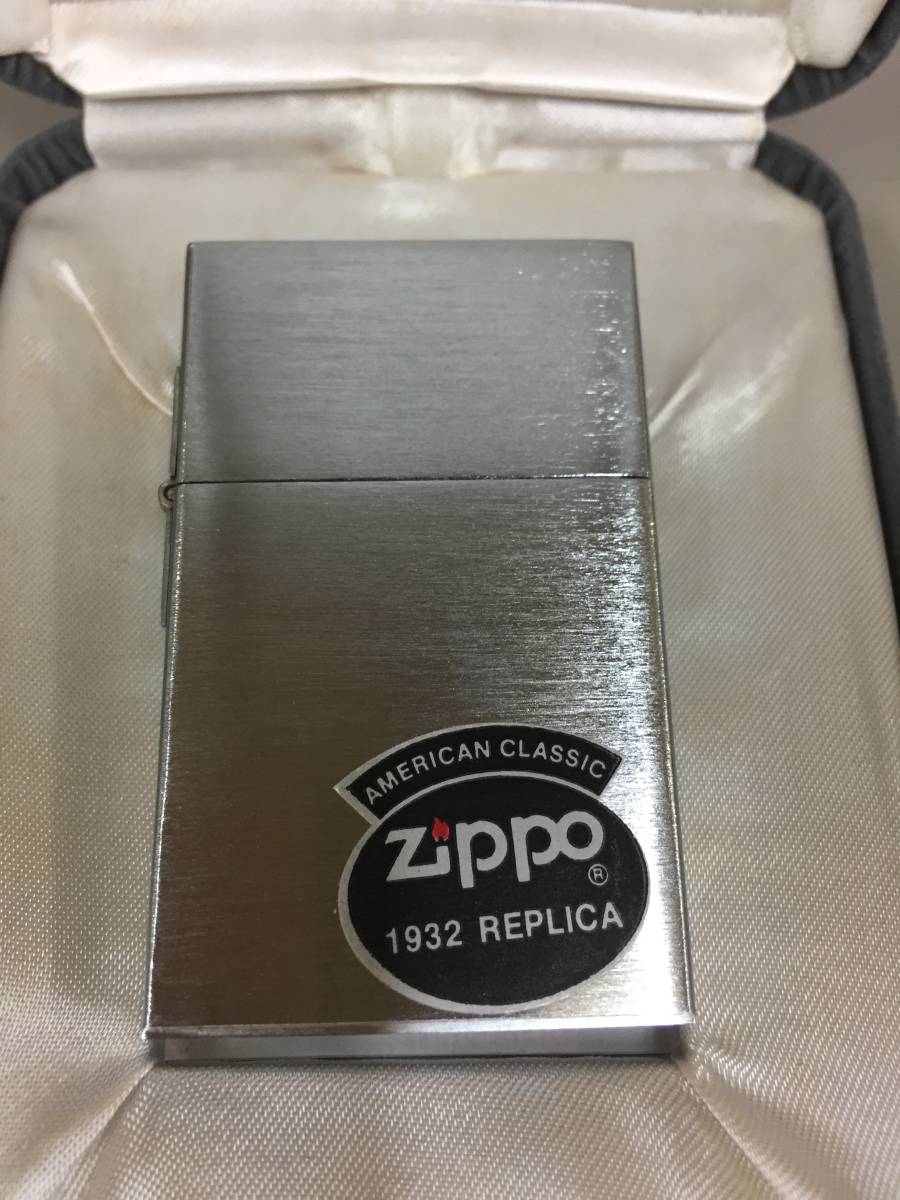 AMERICAN CLASSIC
Zippo ®
1932 REPLICA